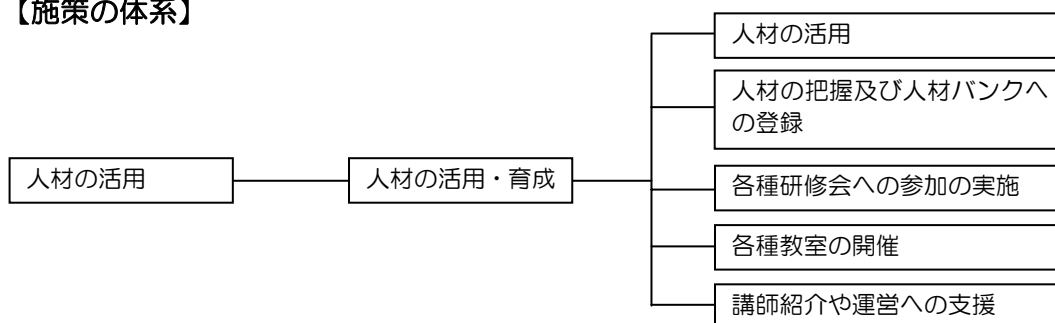 【施策の体系】
人材の活用
人材の活用・育成
人材の活用
人材の把握及び人材バンクへ
の登録
各種研修会への参加の実施
各種教室の開催
講師紹介や運営への支援